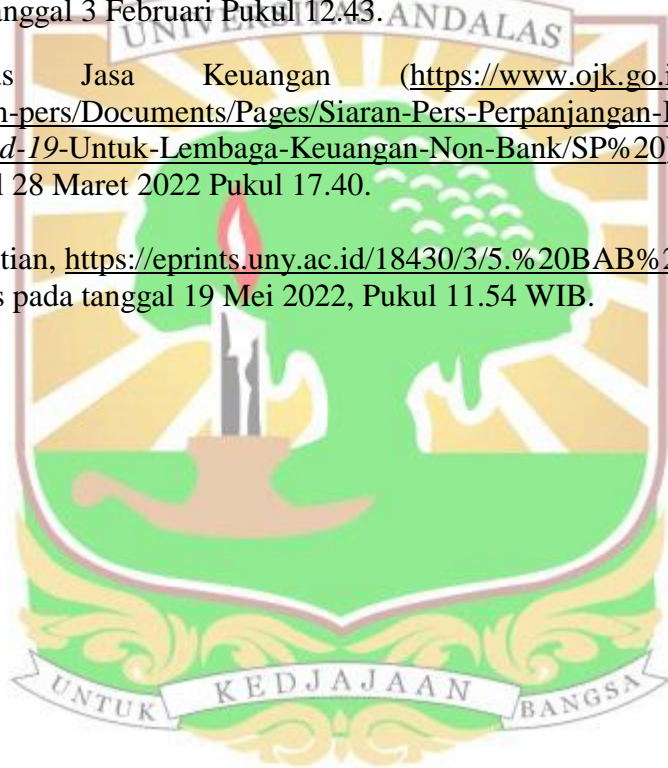 anggal 3 Februari Pukul 12.43.
UNIVERSITAS ANDALAS
as Jasa Keuangan (https://www.ojk.go.i
n-pers/Documents/Pages/Siaran-Pers-Perpanjangan-
d-19-Untuk-Lembaga-Keuangan-Non-Bank/SP%20
l 28 Maret 2022 Pukul 17.40.
tian, https://eprints.uny.ac.id/18430/3/5.%20BAB%2
s pada tanggal 19 Mei 2022, Pukul 11.54 WIB.
UNTUK KEDJAJAAN BANGSA